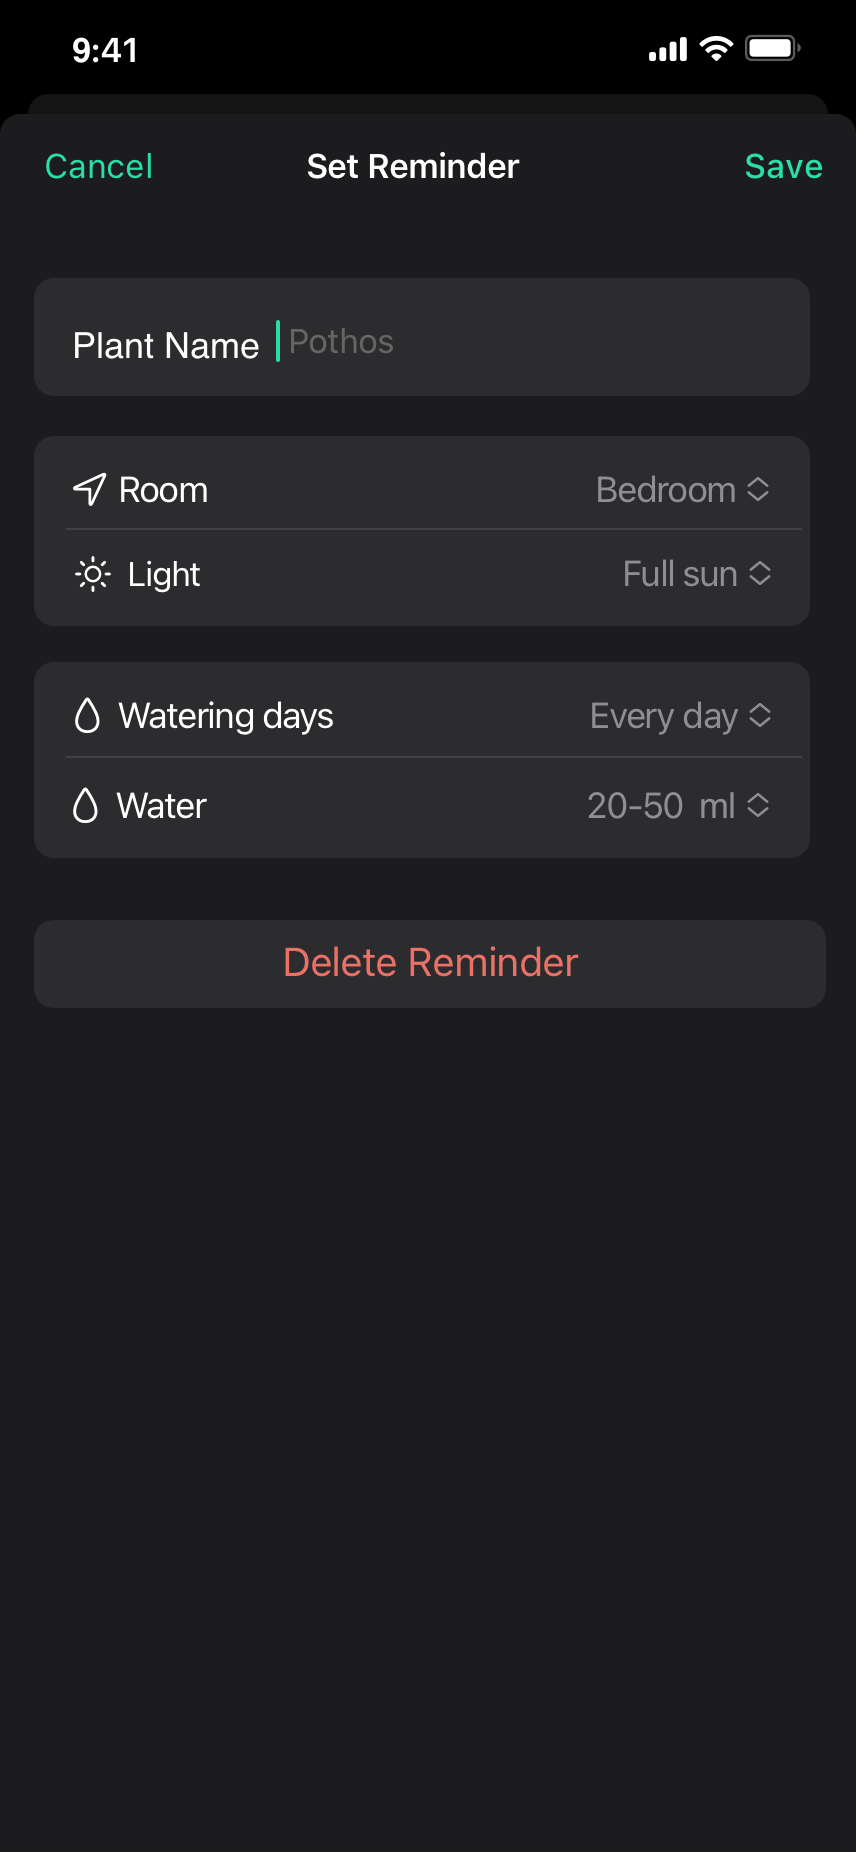 9:41
Cancel Set Reminder Save
Plant Name Pothos
Room Bedroom
Light Full sun
Watering days Every day
Water 20-50 ml
Delete Reminder